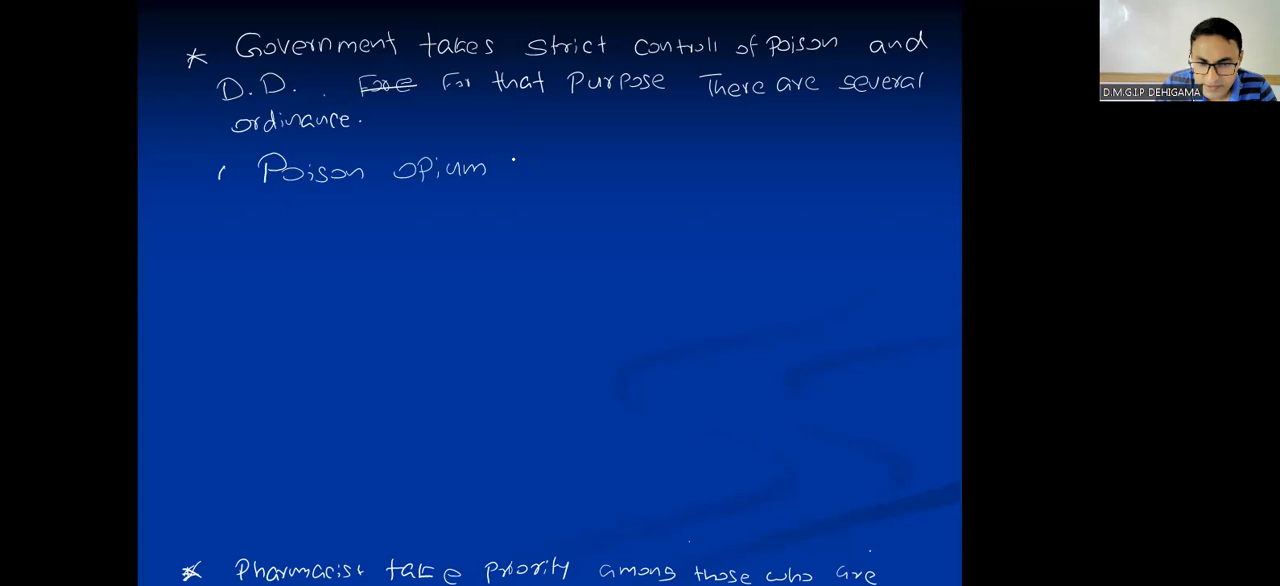 * Government takes strict controll of Poison and
D.D. . Fore For that Purpose There are several
ordinance.
( Poison opium
* Pharmacist take priority among those who are
D.M.G.I.P DEHIGAMA